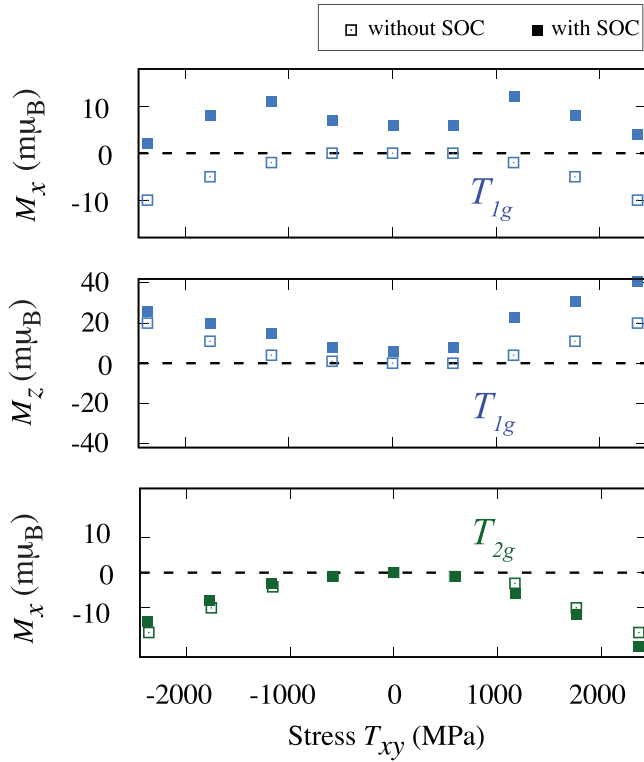 without SOC with SOC
M_x (mμ_B)
10
0
-10
T_1g
M_z (mμ_B)
40
20
0
-20
-40
T_1g
M_x (mμ_B)
10
0
-10
T_2g
-2000 -1000 0 1000 2000
Stress T_xy (MPa)